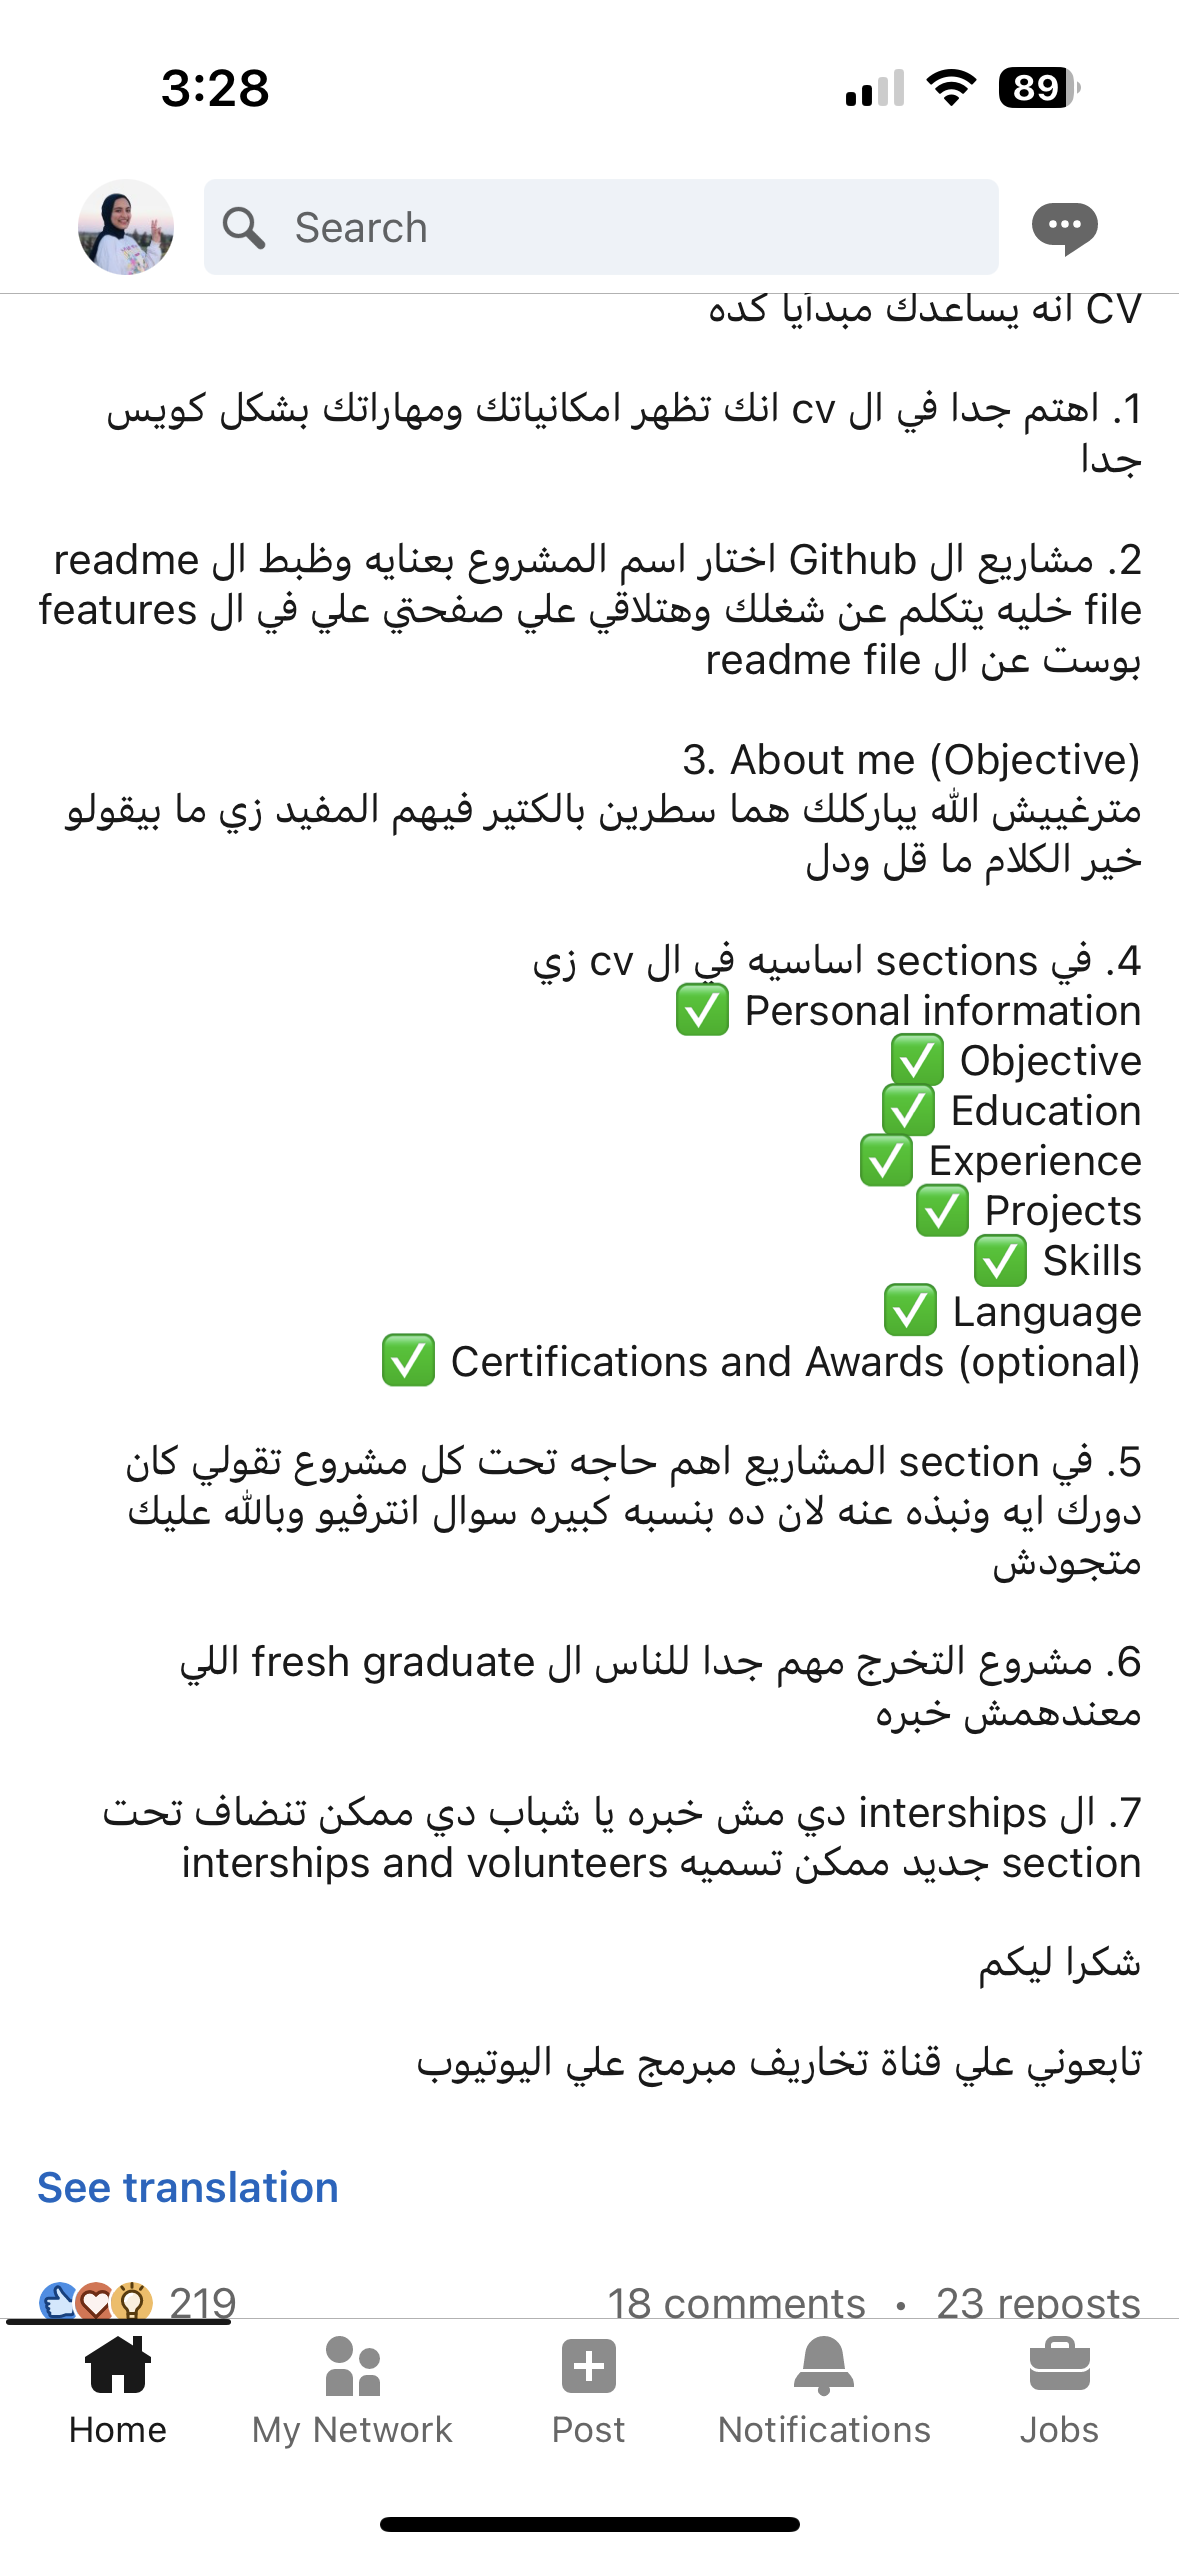 3:28
89
Search
CV انه يساعدك مبدأيا كده
1. اهتم جدا في ال cv انك تظهر امكانياتك ومهاراتك بشكل كويس
جدا
2. مشاريع ال Github اختار اسم المشروع بعنايه وظبط ال readme
file خليه يتكلم عن شغلك وهتلاقي علي صفحتي علي في ال features
بوست عن ال readme file
3. About me (Objective)
مترغييش الله يباركلك هما سطرين بالكتير فيهم المفيد زي ما بيقولو
خير الكلام ما قل ودل
4. في sections اساسيه في ال cv زي
✅ Personal information
✅ Objective
✅ Education
✅ Experience
✅ Projects
✅ Skills
✅ Language
✅ Certifications and Awards (optional)
5. في section المشاريع اهم حاجه تحت كل مشروع تقولي كان
دورك ايه ونبذه عنه لان ده بنسبه كبيره سوال انترفيو وبالله عليك
متجودش
6. مشروع التخرج مهم جدا للناس ال fresh graduate اللي
معندهمش خبره
7. ال interships دي مش خبره يا شباب دي ممكن تنضاف تحت
section جديد ممكن تسميه interships and volunteers
شكرا ليكم
تابعوني علي قناة تخاريف مبرمج علي اليوتيوب
See translation
219
18 comments • 23 reposts
Home
My Network
Post
Notifications
Jobs